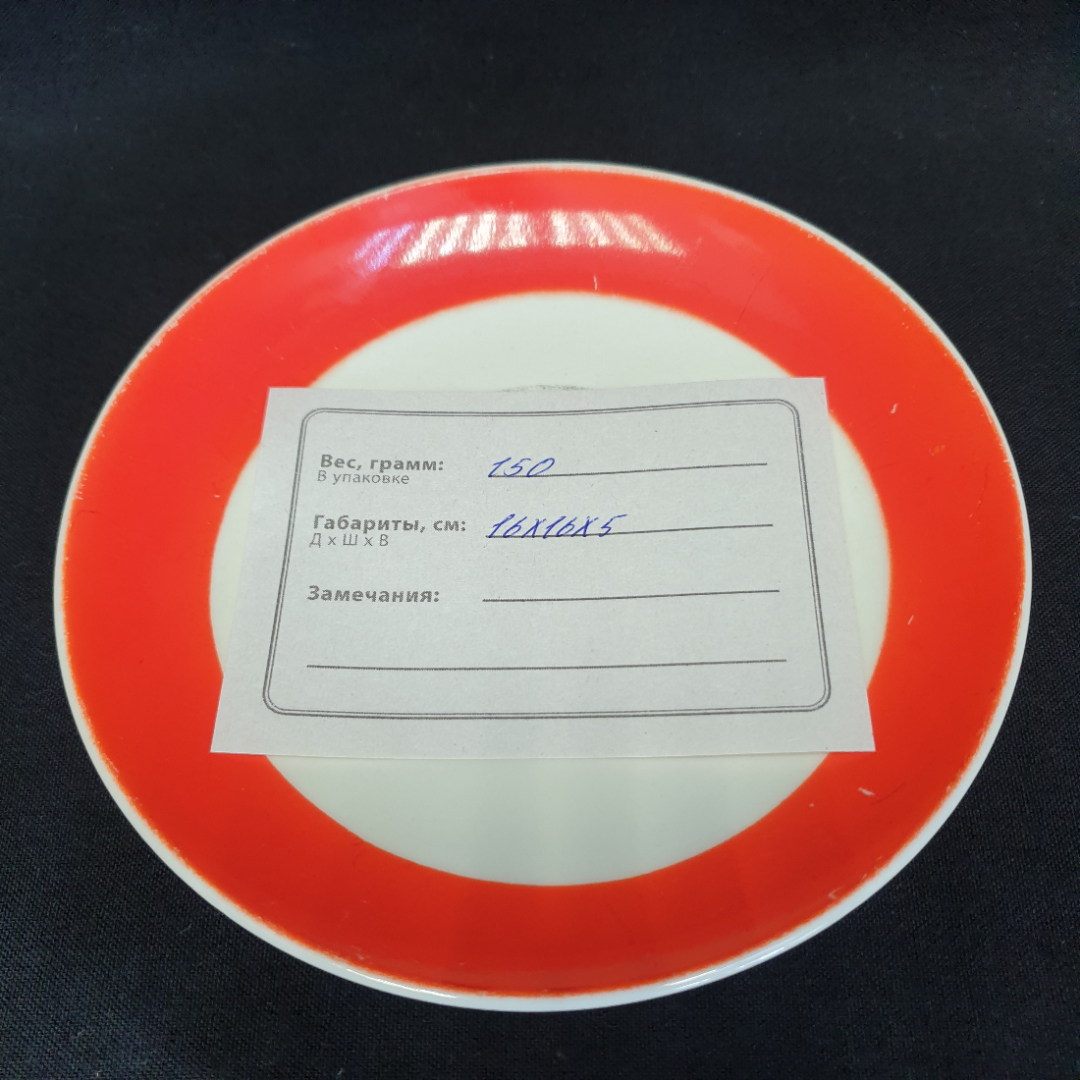 Вес, грамм: 150
В упаковке
Габариты, см: 16х16х5
Д х Ш х В
Замечания: